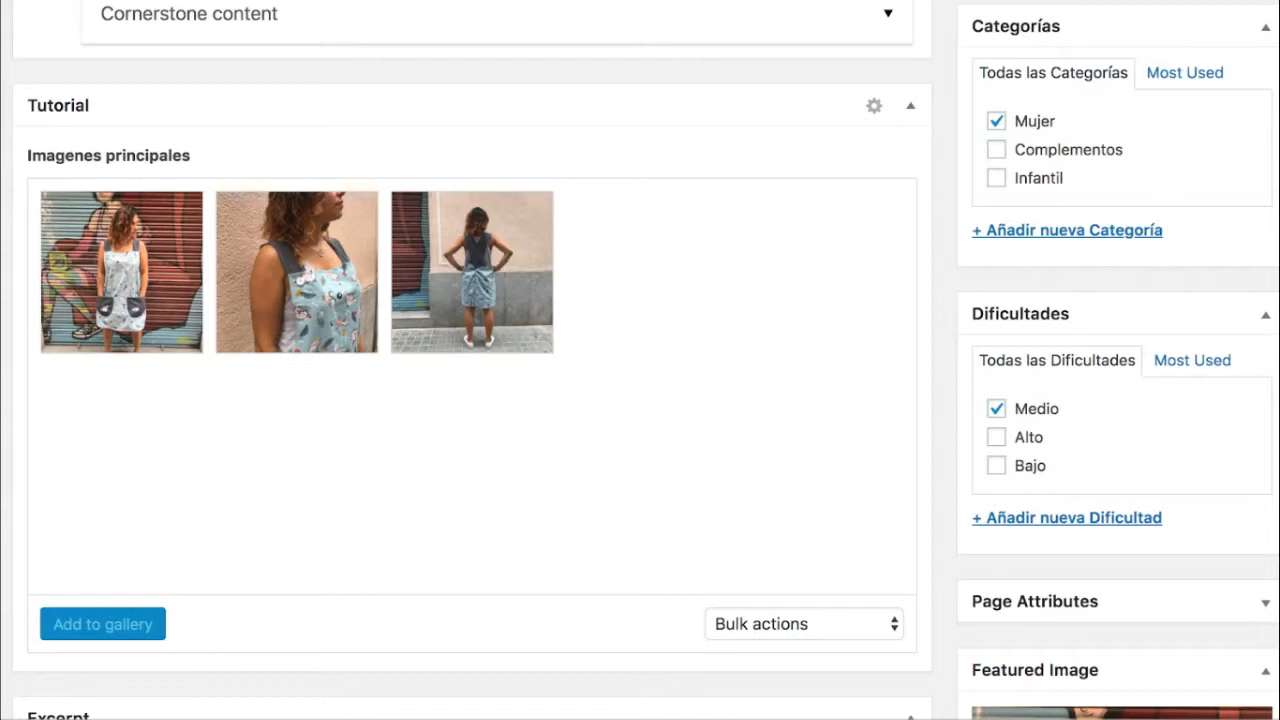 Cornerstone content
Tutorial
Imagenes principales
Add to gallery
Bulk actions
Excerpt
Categorías
Todas las Categorías
Most Used
Mujer
Complementos
Infantil
+ Añadir nueva Categoría
Dificultades
Todas las Dificultades
Most Used
Medio
Alto
Bajo
+ Añadir nueva Dificultad
Page Attributes
Featured Image